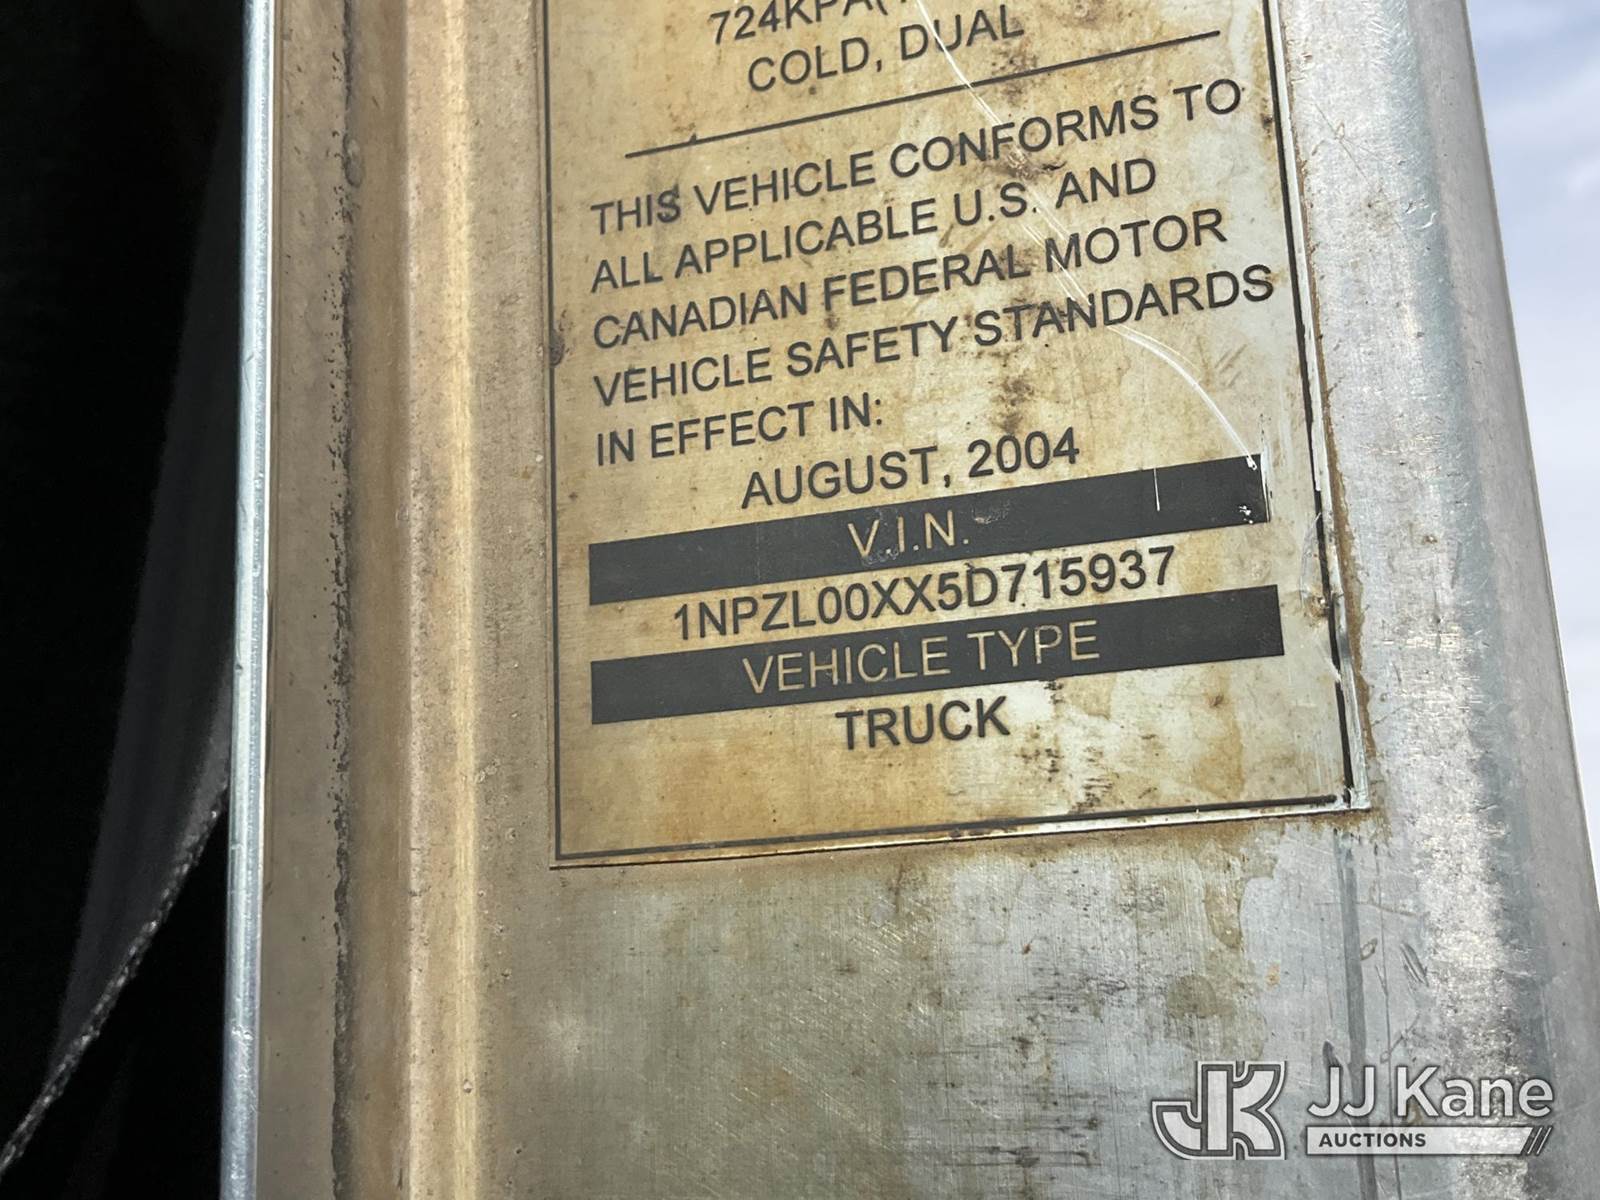 724KPA(
COLD, DUAL
THIS VEHICLE CONFORMS TO
ALL APPLICABLE U.S. AND
CANADIAN FEDERAL MOTOR
VEHICLE SAFETY STANDARDS
IN EFFECT IN:
AUGUST, 2004
V.I.N.
1NPZL00XX5D715937
VEHICLE TYPE
TRUCK
JK JJ Kane
AUCTIONS